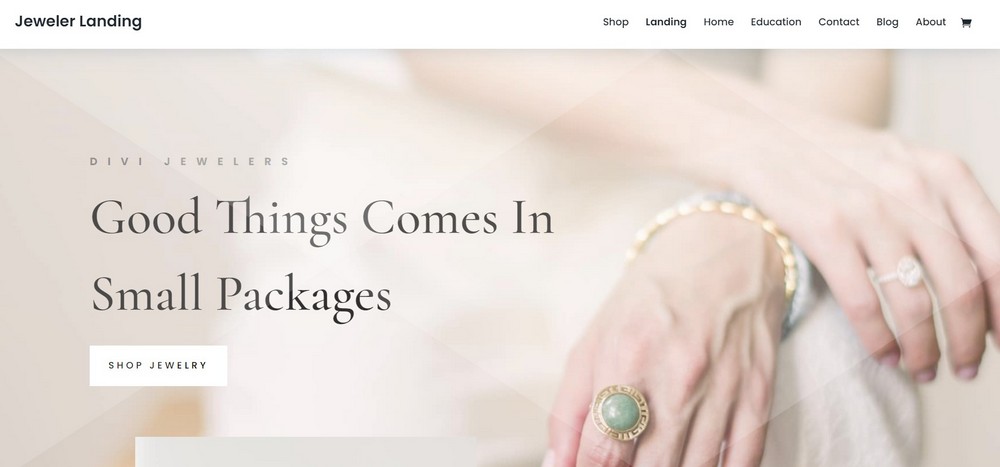 Jeweler Landing
Shop Landing Home Education Contact Blog About
DIVI JEWELERS
Good Things Comes In
Small Packages
SHOP JEWELRY